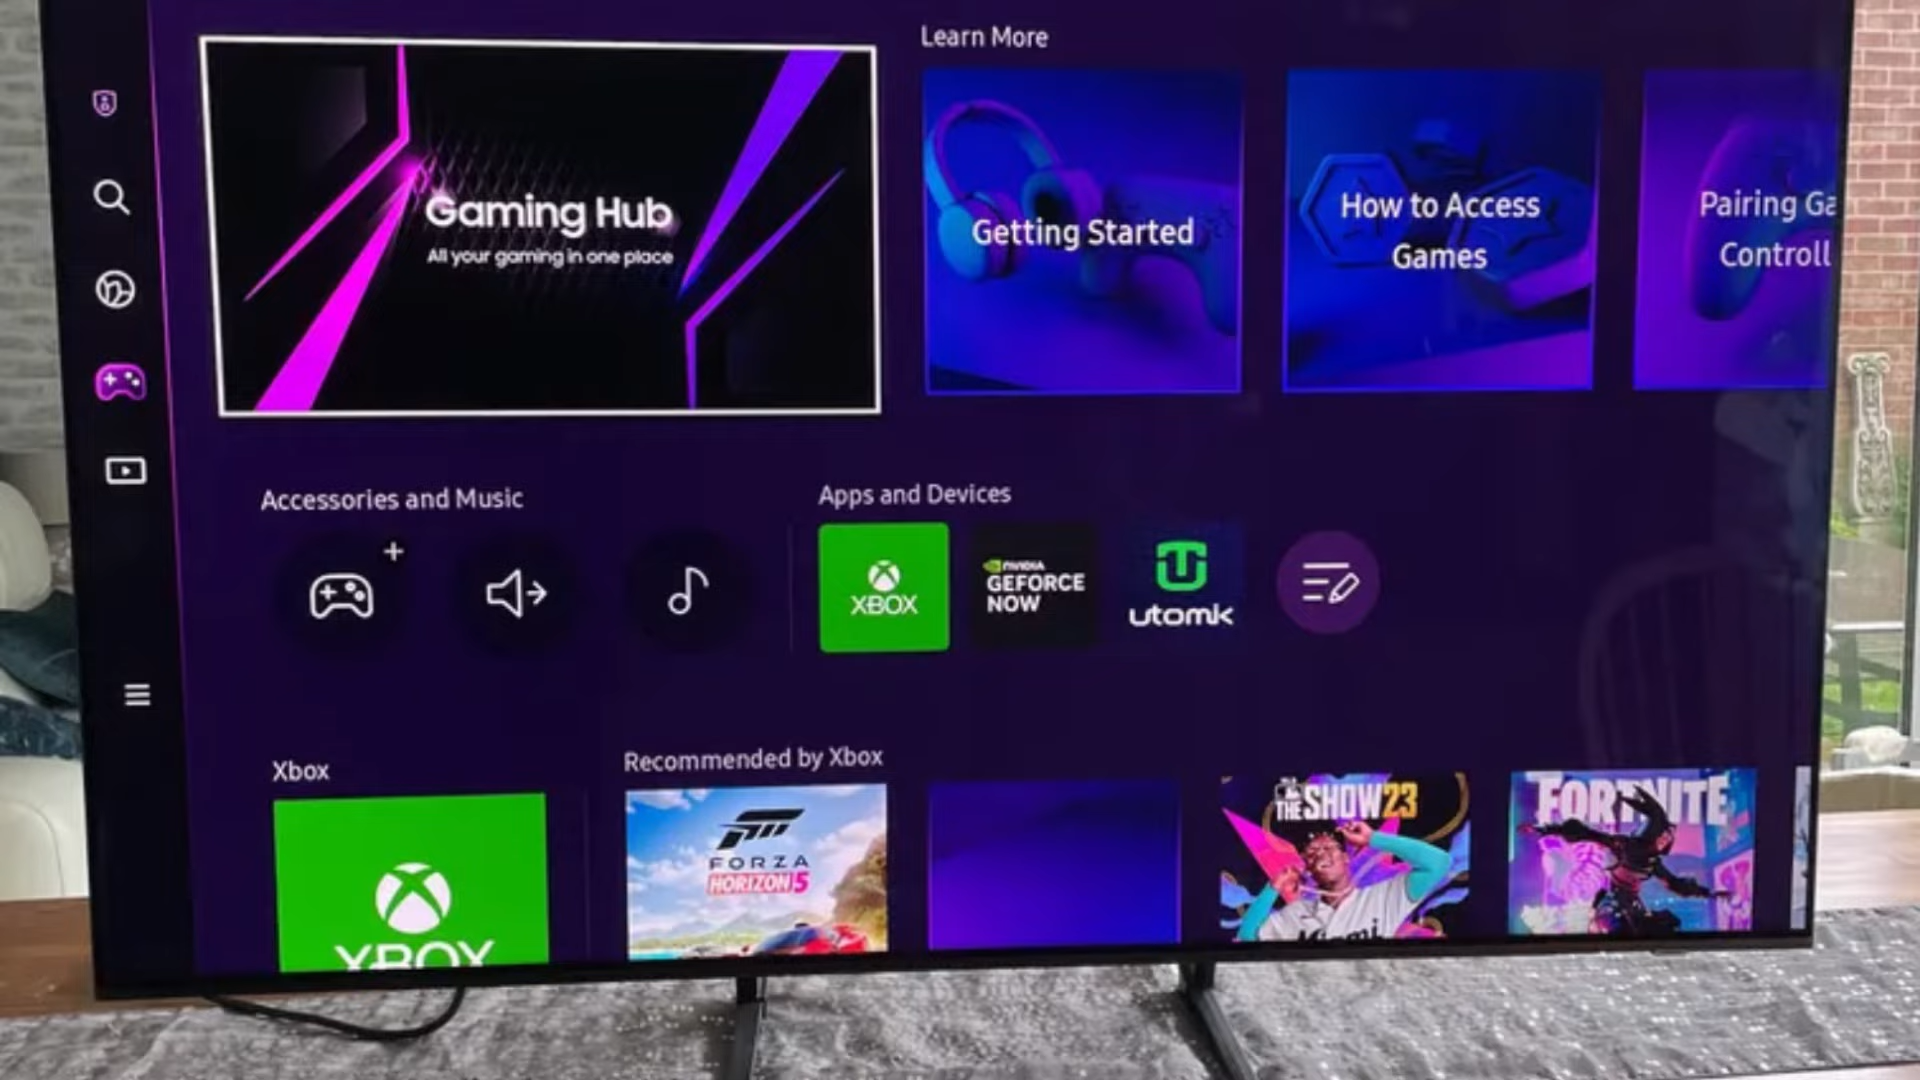 Learn More
Gaming Hub
All your gaming in one place
Getting Started
How to Access
Games
Pairing Ga
Controll
Accessories and Music
Apps and Devices
XBOX
NVIDIA
GEFORCE
NOW
utomik
Xbox
XBOX
Recommended by Xbox
FORZA
HORIZON 5
THE SHOW 23
Miami
FORTNITE